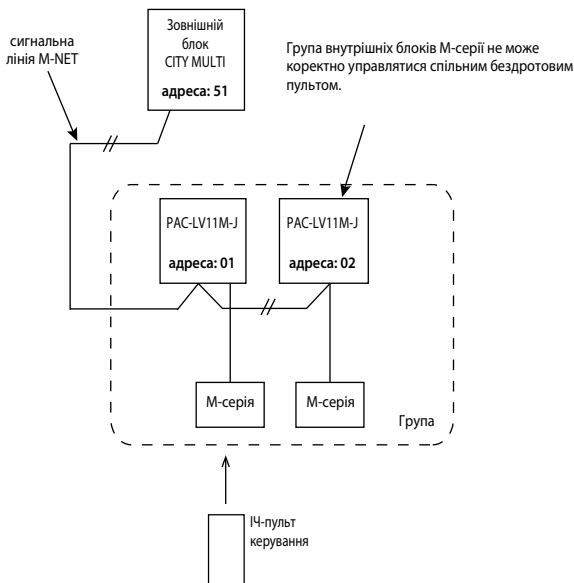 сигнальна
лінія M-NET
Зовнішній
блок
CITY MULTI
адреса: 51
Група внутрішніх блоків М-серії не може
коректно управлятися спільним бездротовим
пультом.
PAC-LV11M-J
адреса: 01
PAC-LV11M-J
адреса: 02
М-серія
М-серія
Група
ІЧ-пульт
керування